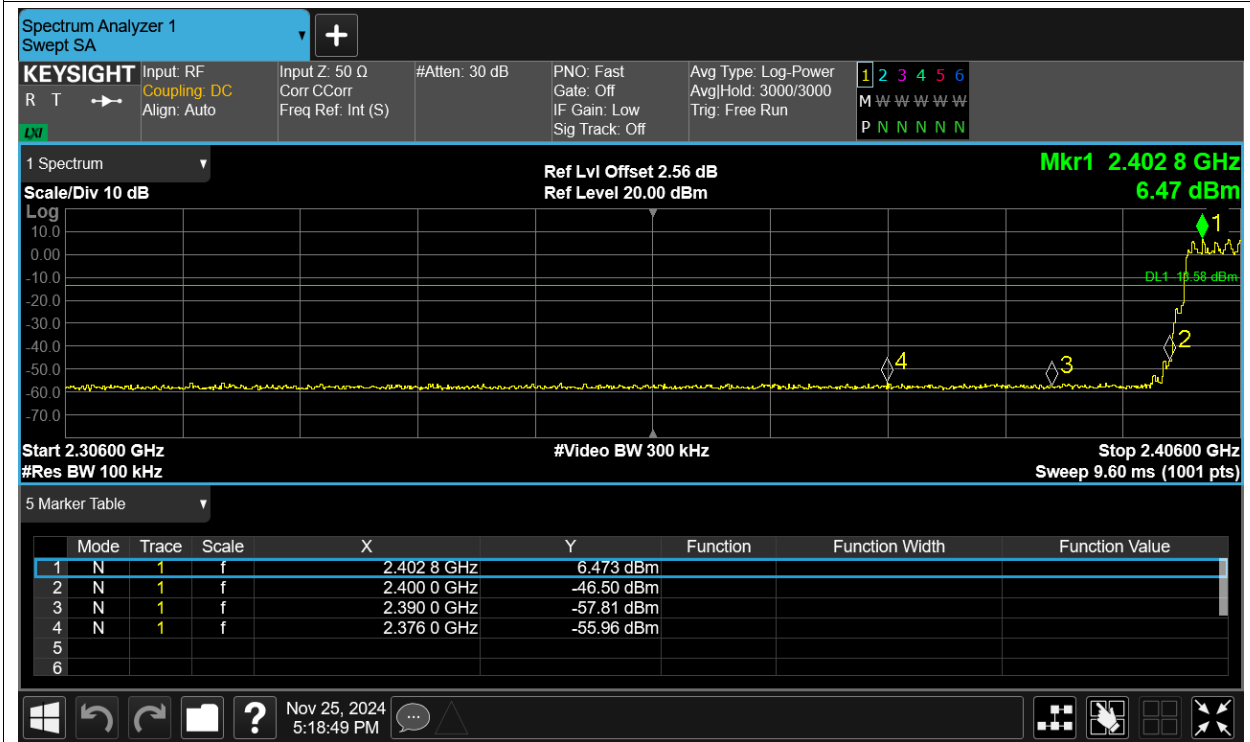 Spectrum Analyzer 1
Swept SA
KEYSIGHT Input: RF Input Z: 50 Ω #Atten: 30 dB PNO: Fast Avg Type: Log-Power 1 2 3 4 5 6
R T Coupling: DC Corr CCorr Gate: Off Avg|Hold: 3000/3000 M W W W W W
Align: Auto Freq Ref: Int (S) IF Gain: Low Trig: Free Run
LXI Sig Track: Off P N N N N N
1 Spectrum Ref Lvl Offset 2.56 dB Mkr1 2.402 8 GHz
Scale/Div 10 dB Ref Level 20.00 dBm 6.47 dBm
Log
1
10.0
0.00
-10.0 DL1 -13.58 dBm
-20.0
-30.0
-40.0 2
-50.0 4 3
-60.0
-70.0
Start 2.30600 GHz #Video BW 300 kHz Stop 2.40600 GHz
#Res BW 100 kHz Sweep 9.60 ms (1001 pts)
5 Marker Table
Mode Trace Scale X Y Function Function Width Function Value
1 N 1 f 2.402 8 GHz 6.473 dBm
2 N 1 f 2.400 0 GHz -46.50 dBm
3 N 1 f 2.390 0 GHz -57.81 dBm
4 N 1 f 2.376 0 GHz -55.96 dBm
5
6
? Nov 25, 2024
5:18:49 PM